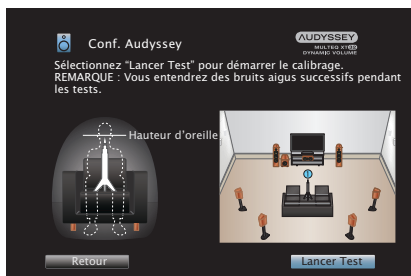 Conf. Audyssey
AUDYSSEY
MULTEQ XT32
DYNAMIC VOLUME
Sélectionnez “Lancer Test” pour démarrer le calibrage.
REMARQUE : Vous entendrez des bruits aigus successifs pendant
les tests.
Hauteur d’oreille
Retour
Lancer Test